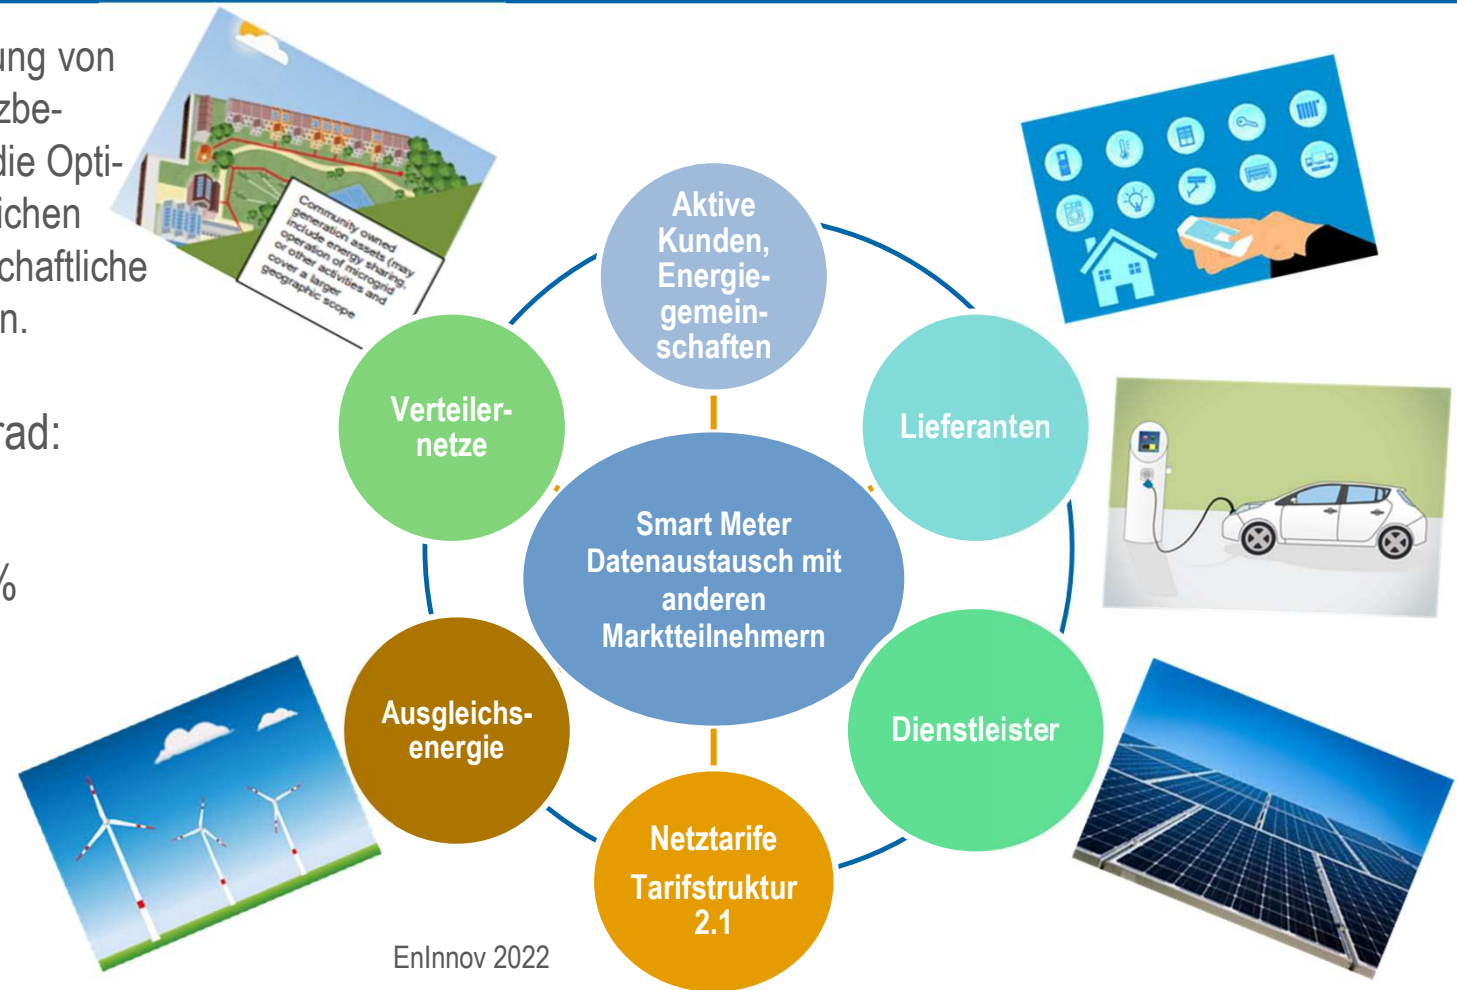 ung von
zbe-
die Opti-
ichen
schaftliche
n.
rad:
%
Community owned
generation assets (may
include energy sharing,
operation of microgrid
or other activities and
cover a larger
geographic scope
Aktive
Kunden,
Energie-
gemein-
schaften
Verteiler-
netze
Lieferanten
Smart Meter
Datenaustausch mit
anderen
Marktteilnehmern
Ausgleichs-
energie
Dienstleister
Netztarife
Tarifstruktur
2.1
EnInnov 2022